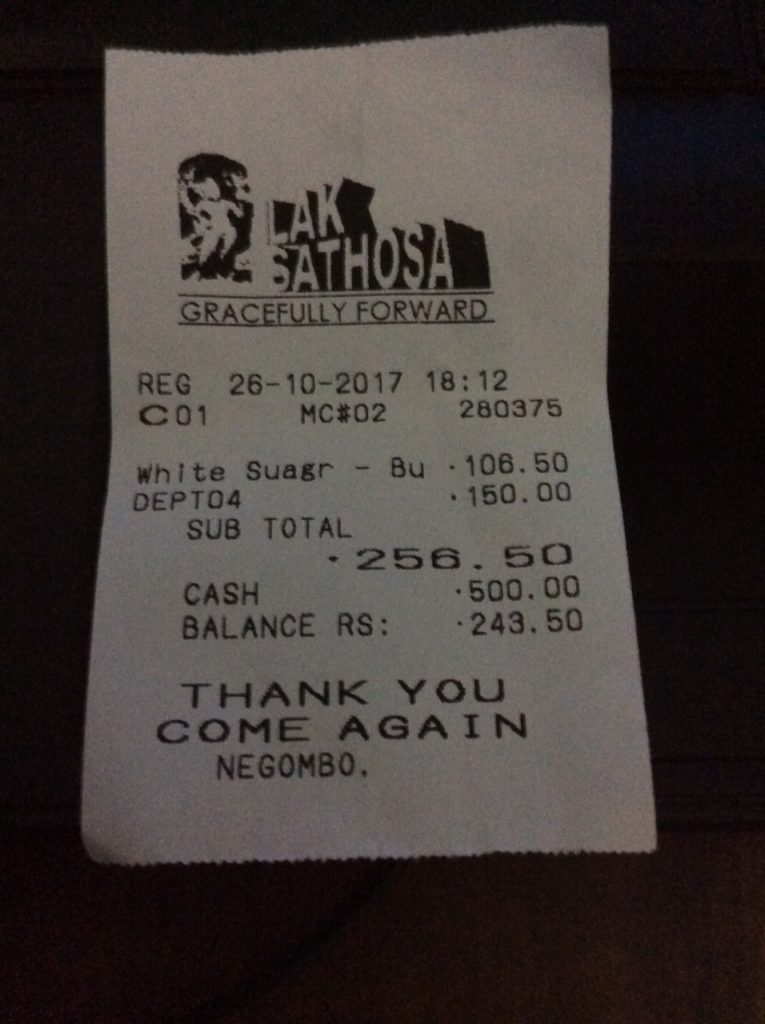 LAK
SATHOSA
GRACEFULLY FORWARD
REG 26-10-2017 18:12
C01 MC#02 280375
White Suagr - Bu ·106.50
DEPT04 ·150.00
SUB TOTAL
·256.50
CASH ·500.00
BALANCE RS: ·243.50
THANK YOU
COME AGAIN
NEGOMBO.